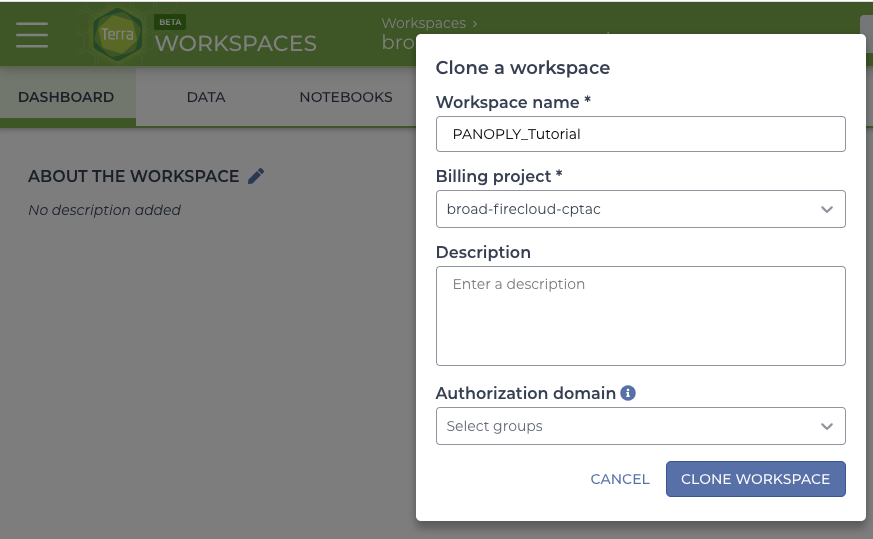 Terra
BETA
WORKSPACES
Workspaces ›
bro
DASHBOARD
DATA
NOTEBOOKS
ABOUT THE WORKSPACE
No description added
Clone a workspace
Workspace name *
PANOPLY_Tutorial
Billing project *
broad-firecloud-cptac
Description
Enter a description
Authorization domain
Select groups
CANCEL
CLONE WORKSPACE